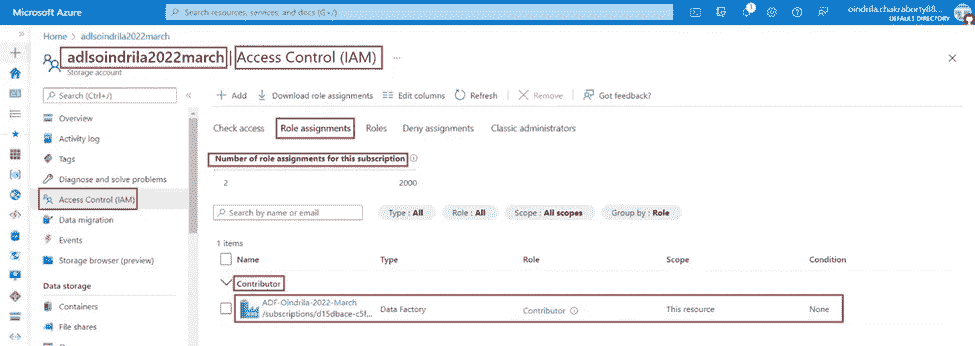 Microsoft Azure
Search resources, services, and docs (G+/)
1
oindrila.chakraborty88...
DEFAULT DIRECTORY
Home > adlsoindrila2022march
adlsoindrila2022march | Access Control (IAM) ...
Storage account
Search (Ctrl+/)
Overview
Activity log
Tags
Diagnose and solve problems
Access Control (IAM)
Data migration
Events
Storage browser (preview)
Data storage
Containers
File shares
Add
Download role assignments
Edit columns
Refresh
Remove
Got feedback?
Check access
Role assignments
Roles
Deny assignments
Classic administrators
Number of role assignments for this subscription
2
2000
Search by name or email
Type : All
Role : All
Scope : All scopes
Group by : Role
1 items
Name
Type
Role
Scope
Condition
Contributor
ADF-Oindrila-2022-March
Data Factory
Contributor
This resource
None
/subscriptions/d15dbace-c5f...